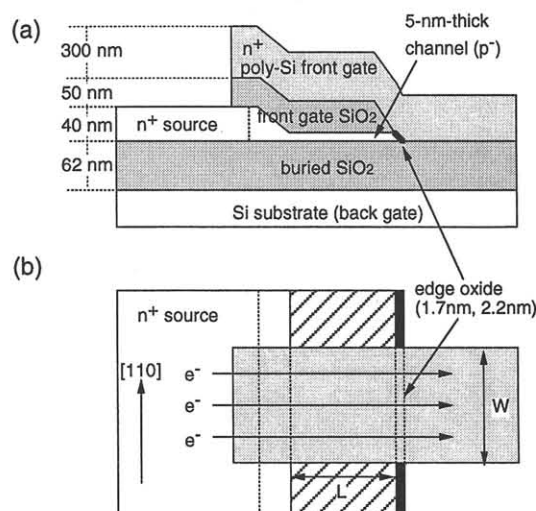 (a)
5-nm-thick
channel (p⁻)
300 nm
n⁺
poly-Si front gate
50 nm
front gate SiO₂
40 nm
n⁺ source
62 nm
buried SiO₂
Si substrate (back gate)
(b)
edge oxide
(1.7nm, 2.2nm)
n⁺ source
[110]
e⁻
e⁻
e⁻
W
L